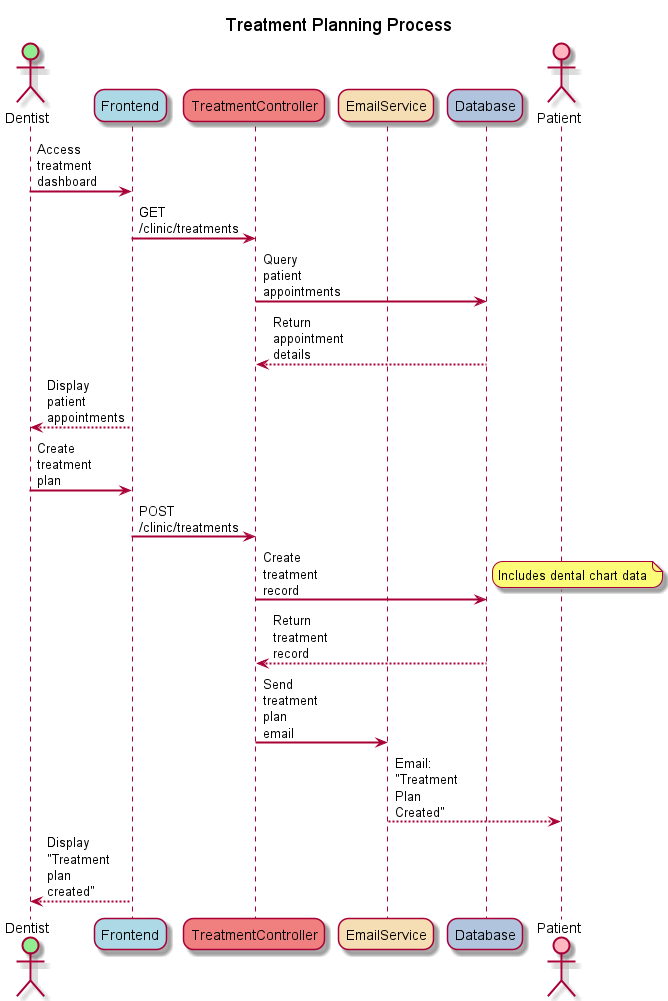 Treatment Planning Process
Dentist
Frontend
TreatmentController
EmailService
Database
Patient
Access
treatment
dashboard
GET
/clinic/treatments
Query
patient
appointments
Return
appointment
details
Display
patient
appointments
Create
treatment
plan
POST
/clinic/treatments
Create
treatment
record
Includes dental chart data
Return
treatment
record
Send
treatment
plan
email
Email:
"Treatment
Plan
Created"
Display
"Treatment
plan
created"
Dentist
Frontend
TreatmentController
EmailService
Database
Patient